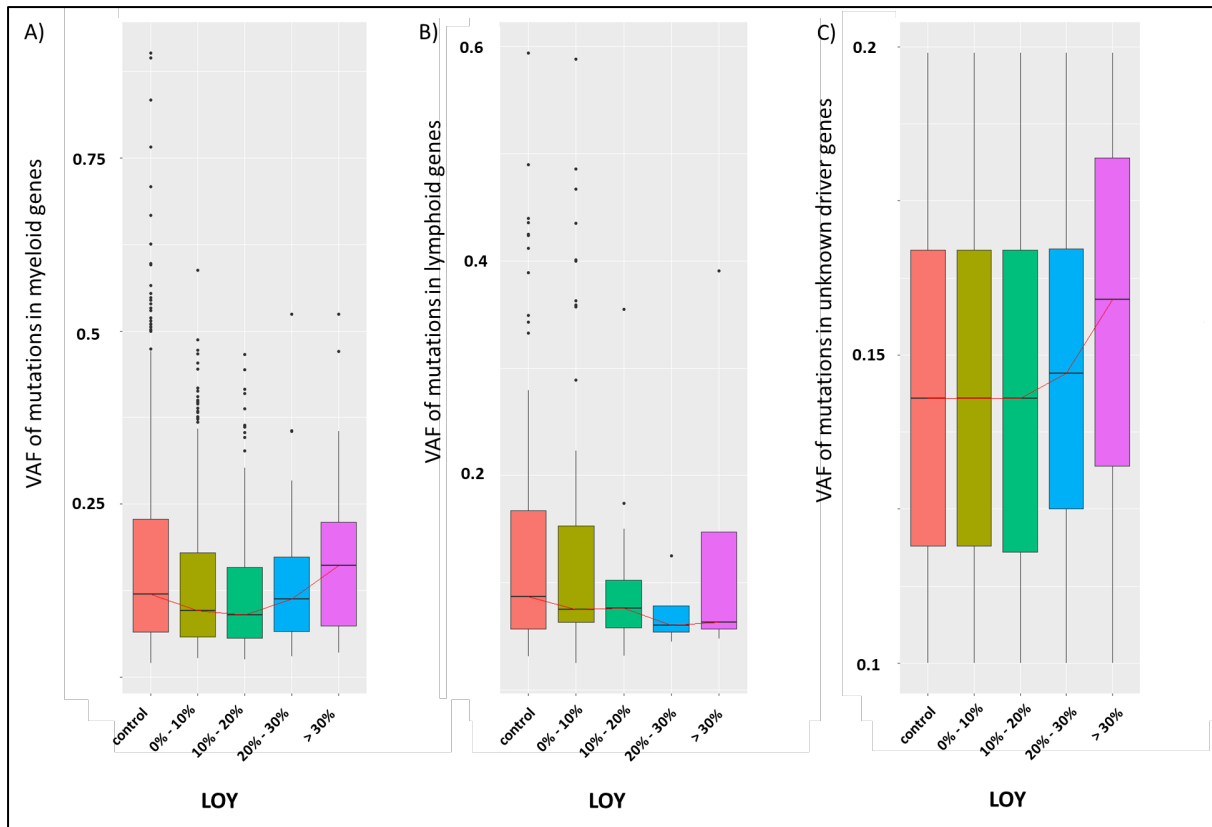 A)
VAF of mutations in myeloid genes
0.75
0.5
0.25
control
0% - 10%
10% - 20%
20% - 30%
> 30%
LOY
B)
VAF of mutations in lymphoid genes
0.6
0.4
0.2
control
0% - 10%
10% - 20%
20% - 30%
> 30%
LOY
C)
VAF of mutations in unknown driver genes
0.2
0.15
0.1
control
0% - 10%
10% - 20%
20% - 30%
> 30%
LOY